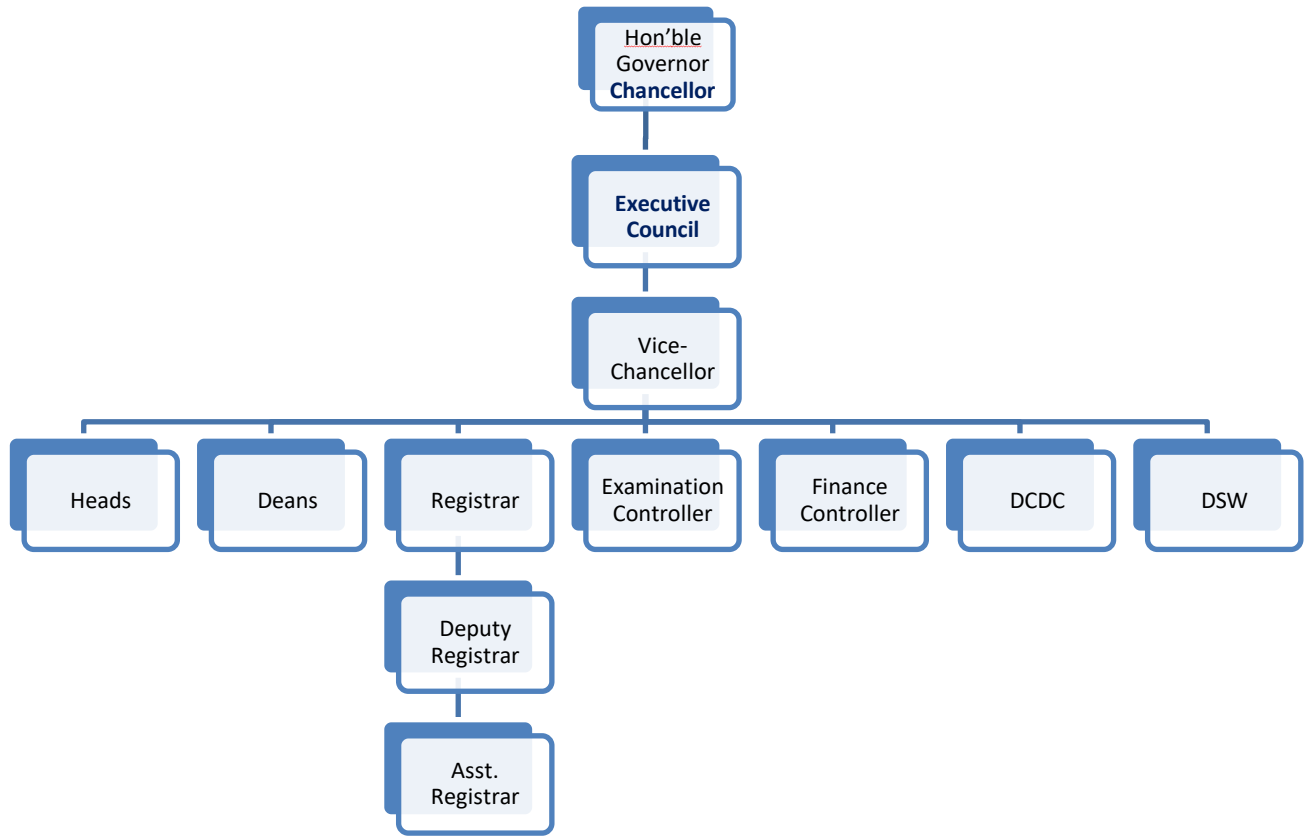 Hon’ble
Governor
Chancellor
Executive
Council
Vice-
Chancellor
Heads
Deans
Registrar
Examination
Controller
Finance
Controller
DCDC
DSW
Deputy
Registrar
Asst.
Registrar